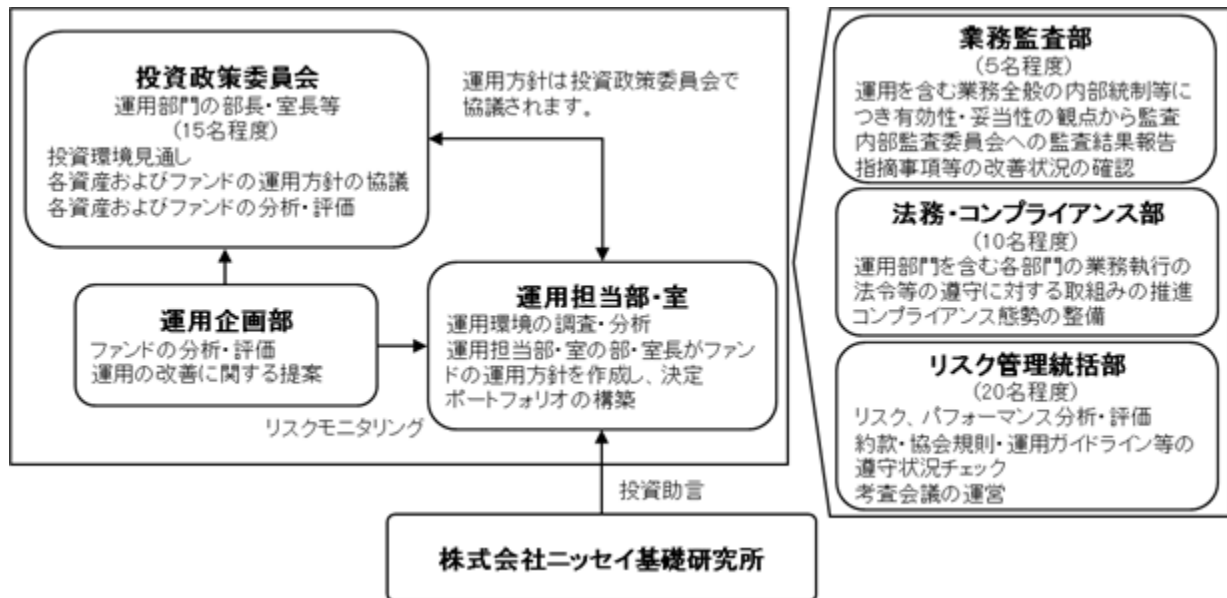 投資政策委員会
運用部門の部長・室長等
(15名程度)
投資環境見通し
各資産およびファンドの運用方針の協議
各資産およびファンドの分析・評価
運用方針は投資政策委員会で
協議されます。
運用企画部
ファンドの分析・評価
運用の改善に関する提案
リスクモニタリング
運用担当部・室
運用環境の調査・分析
運用担当部・室の部・室長がファン
ドの運用方針を作成し、決定
ポートフォリオの構築
投資助言
株式会社ニッセイ基礎研究所
業務監査部
(5名程度)
運用を含む業務全般の内部統制等に
つき有効性・妥当性の観点から監査
内部監査委員会への監査結果報告
指摘事項等の改善状況の確認
法務・コンプライアンス部
(10名程度)
運用部門を含む各部門の業務執行の
法令等の遵守に対する取組みの推進
コンプライアンス態勢の整備
リスク管理統括部
(20名程度)
リスク、パフォーマンス分析・評価
約款・協会規則・運用ガイドライン等の
遵守状況チェック
考査会議の運営